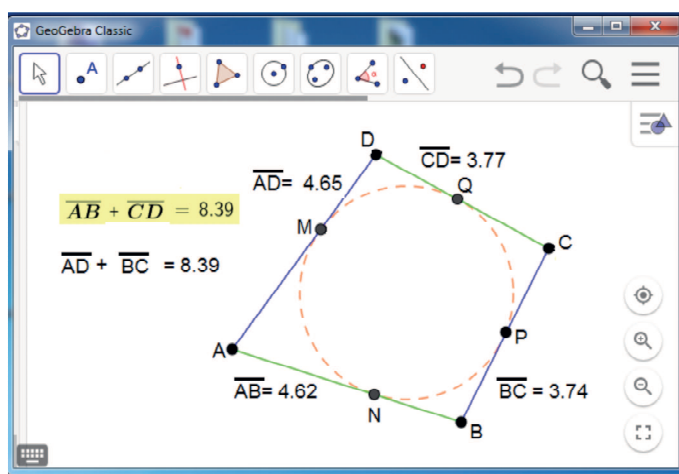 GeoGebra Classic
A
D
CD= 3.77
AD= 4.65
Q
AB + CD = 8.39
M
C
AD + BC = 8.39
P
A
AB= 4.62
BC = 3.74
N
B